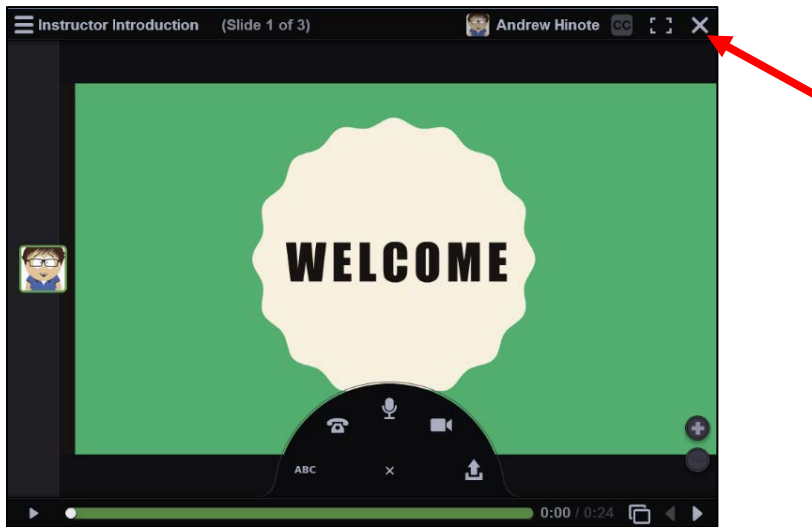 Instructor Introduction (Slide 1 of 3) Andrew Hinote CC
WELCOME
ABC
0:00 / 0:24